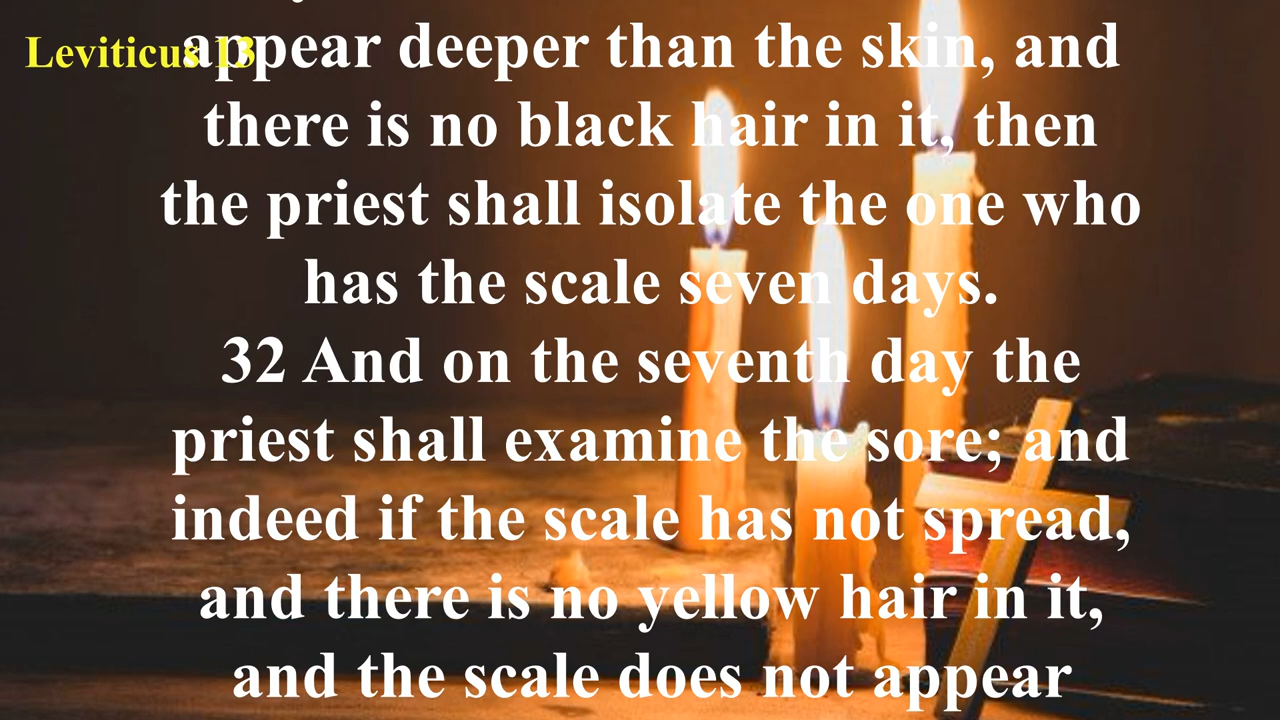 Leviticus 13
appear deeper than the skin, and
there is no black hair in it, then
the priest shall isolate the one who
has the scale seven days.
32 And on the seventh day the
priest shall examine the sore; and
indeed if the scale has not spread,
and there is no yellow hair in it,
and the scale does not appear